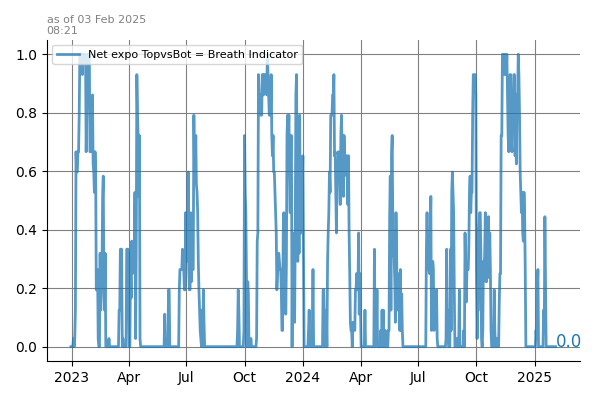 as of 03 Feb 2025
08:21
Net expo TopvsBot = Breath Indicator
1.0
0.8
0.6
0.4
0.2
0.0
0.0
2023 Apr Jul Oct 2024 Apr Jul Oct 2025